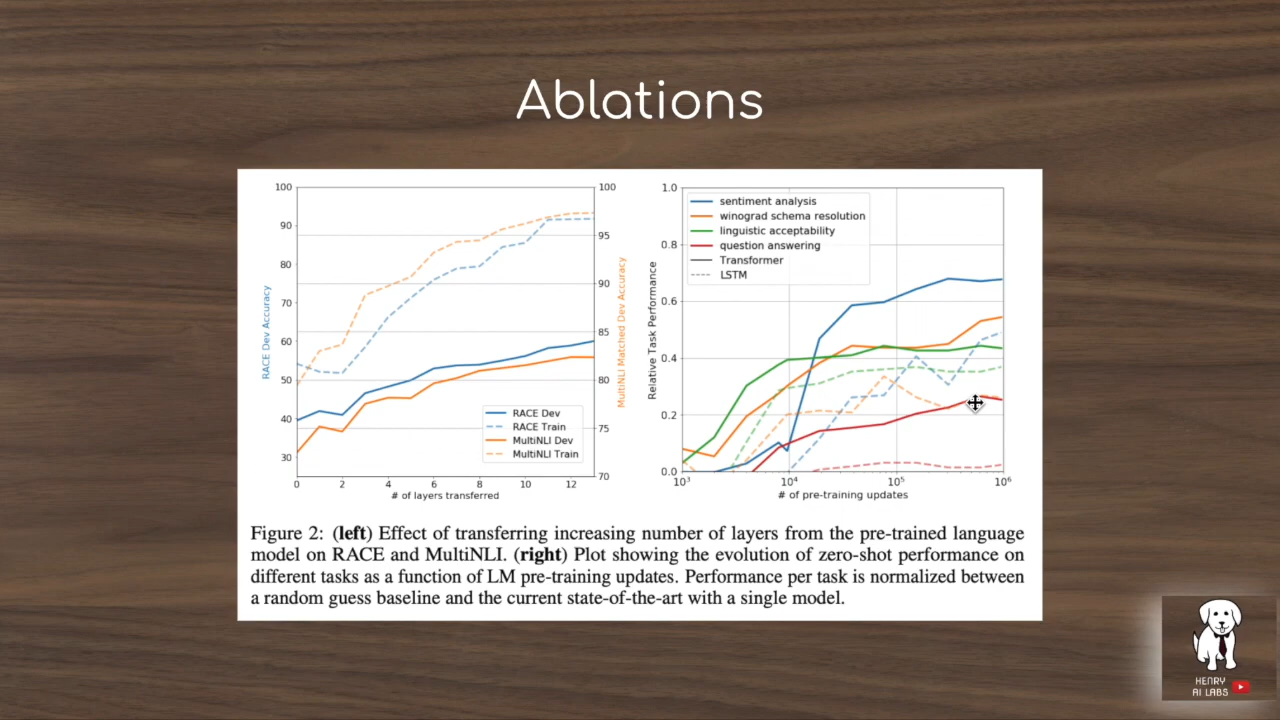 Ablations
100
90
80
70
60
50
40
30
RACE Dev Accuracy
0
2
4
6
8
10
12
# of layers transferred
100
95
90
85
80
75
70
MultiNLI Matched Dev Accuracy
RACE Dev
RACE Train
MultiNLI Dev
MultiNLI Train
1.0
0.8
0.6
0.4
0.2
0.0
Relative Task Performance
sentiment analysis
winograd schema resolution
linguistic acceptability
question answering
Transformer
LSTM
10³
10⁴
10⁵
10⁶
# of pre-training updates
Figure 2: (left) Effect of transferring increasing number of layers from the pre-trained language
model on RACE and MultiNLI. (right) Plot showing the evolution of zero-shot performance on
different tasks as a function of LM pre-training updates. Performance per task is normalized between
a random guess baseline and the current state-of-the-art with a single model.
HENRY
AI LABS